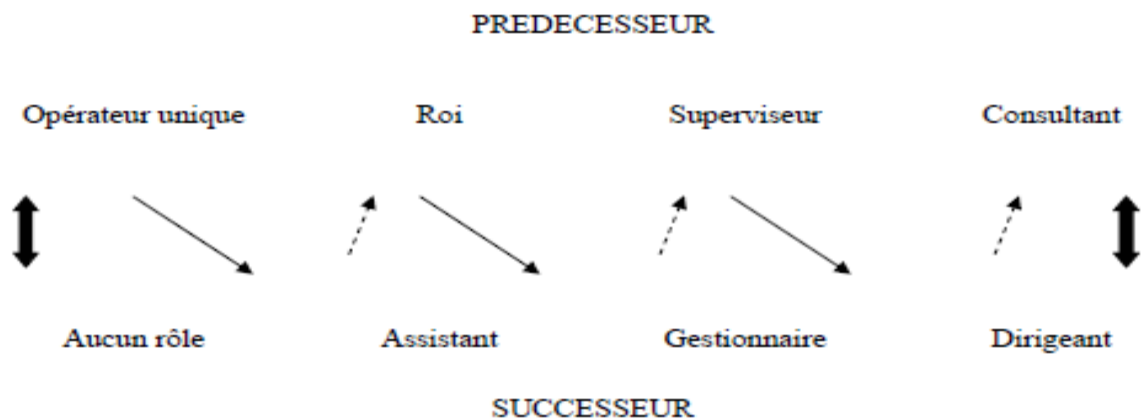 PREDECESSEUR
Opérateur unique Roi Superviseur Consultant
Aucun rôle Assistant Gestionnaire Dirigeant
SUCCESSEUR